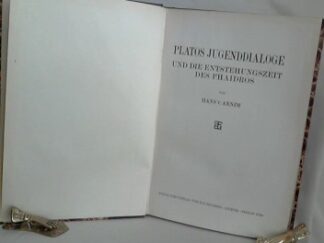 PLATOS JUGENDDIALOGE
UND DIE ENTSTEHUNGSZEIT
DES PHAIDROS
VON
HANS v. ARNIM